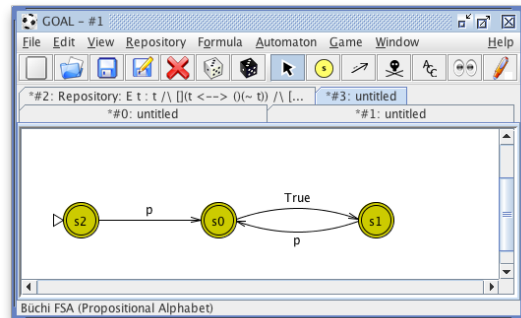 GOAL – #1
File Edit View Repository Formula Automaton Game Window Help
S ACC
*#2: Repository: E t : t /\ [](t <--> ()(~ t)) /\ [... *#3: untitled
*#0: untitled *#1: untitled
True
p
s2 s0 s1
p
Büchi FSA (Propositional Alphabet)